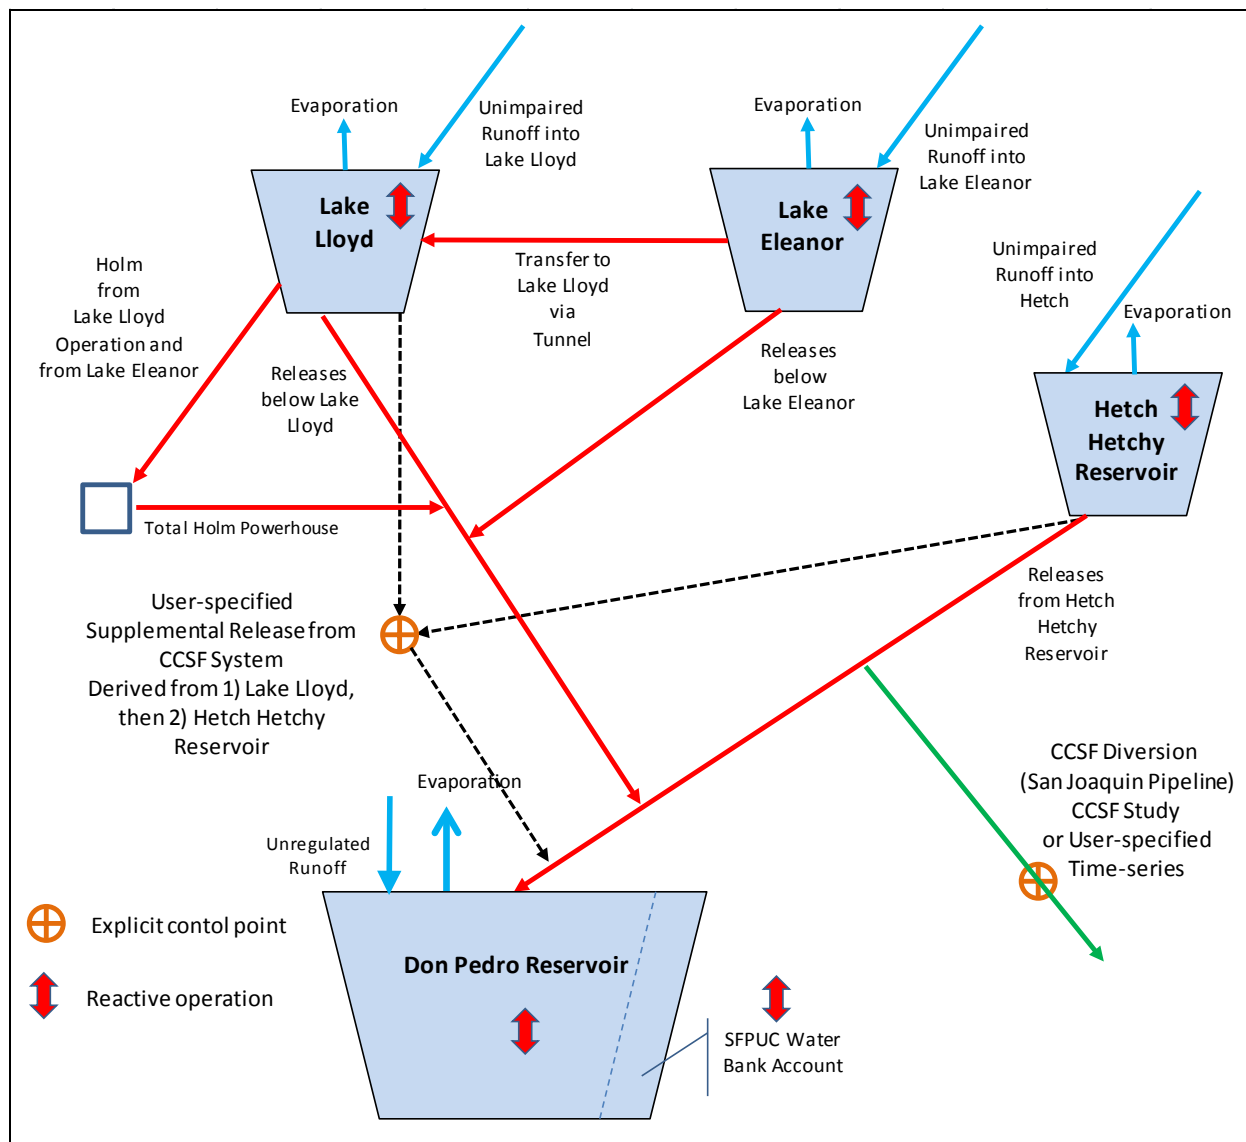 Evaporation
Unimpaired
Runoff into
Lake Lloyd
Evaporation
Unimpaired
Runoff into
Lake Eleanor
Lake
Lloyd
Lake
Eleanor
Unimpaired
Runoff into
Hetch
Evaporation
Holm
from
Lake Lloyd
Operation and
from Lake Eleanor
Transfer to
Lake Lloyd
via
Tunnel
Releases
below Lake
Lloyd
Releases
below
Lake Eleanor
Hetch
Hetchy
Reservoir
Total Holm Powerhouse
Releases
from Hetch
Hetchy
Reservoir
User-specified
Supplemental Release from
CCSF System
Derived from 1) Lake Lloyd,
then 2) Hetch Hetchy
Reservoir
CCSF Diversion
(San Joaquin Pipeline)
CCSF Study
or User-specified
Time-series
Evaporation
Unregulated
Runoff
Explicit contol point
Reactive operation
Don Pedro Reservoir
SFPUC Water
Bank Account